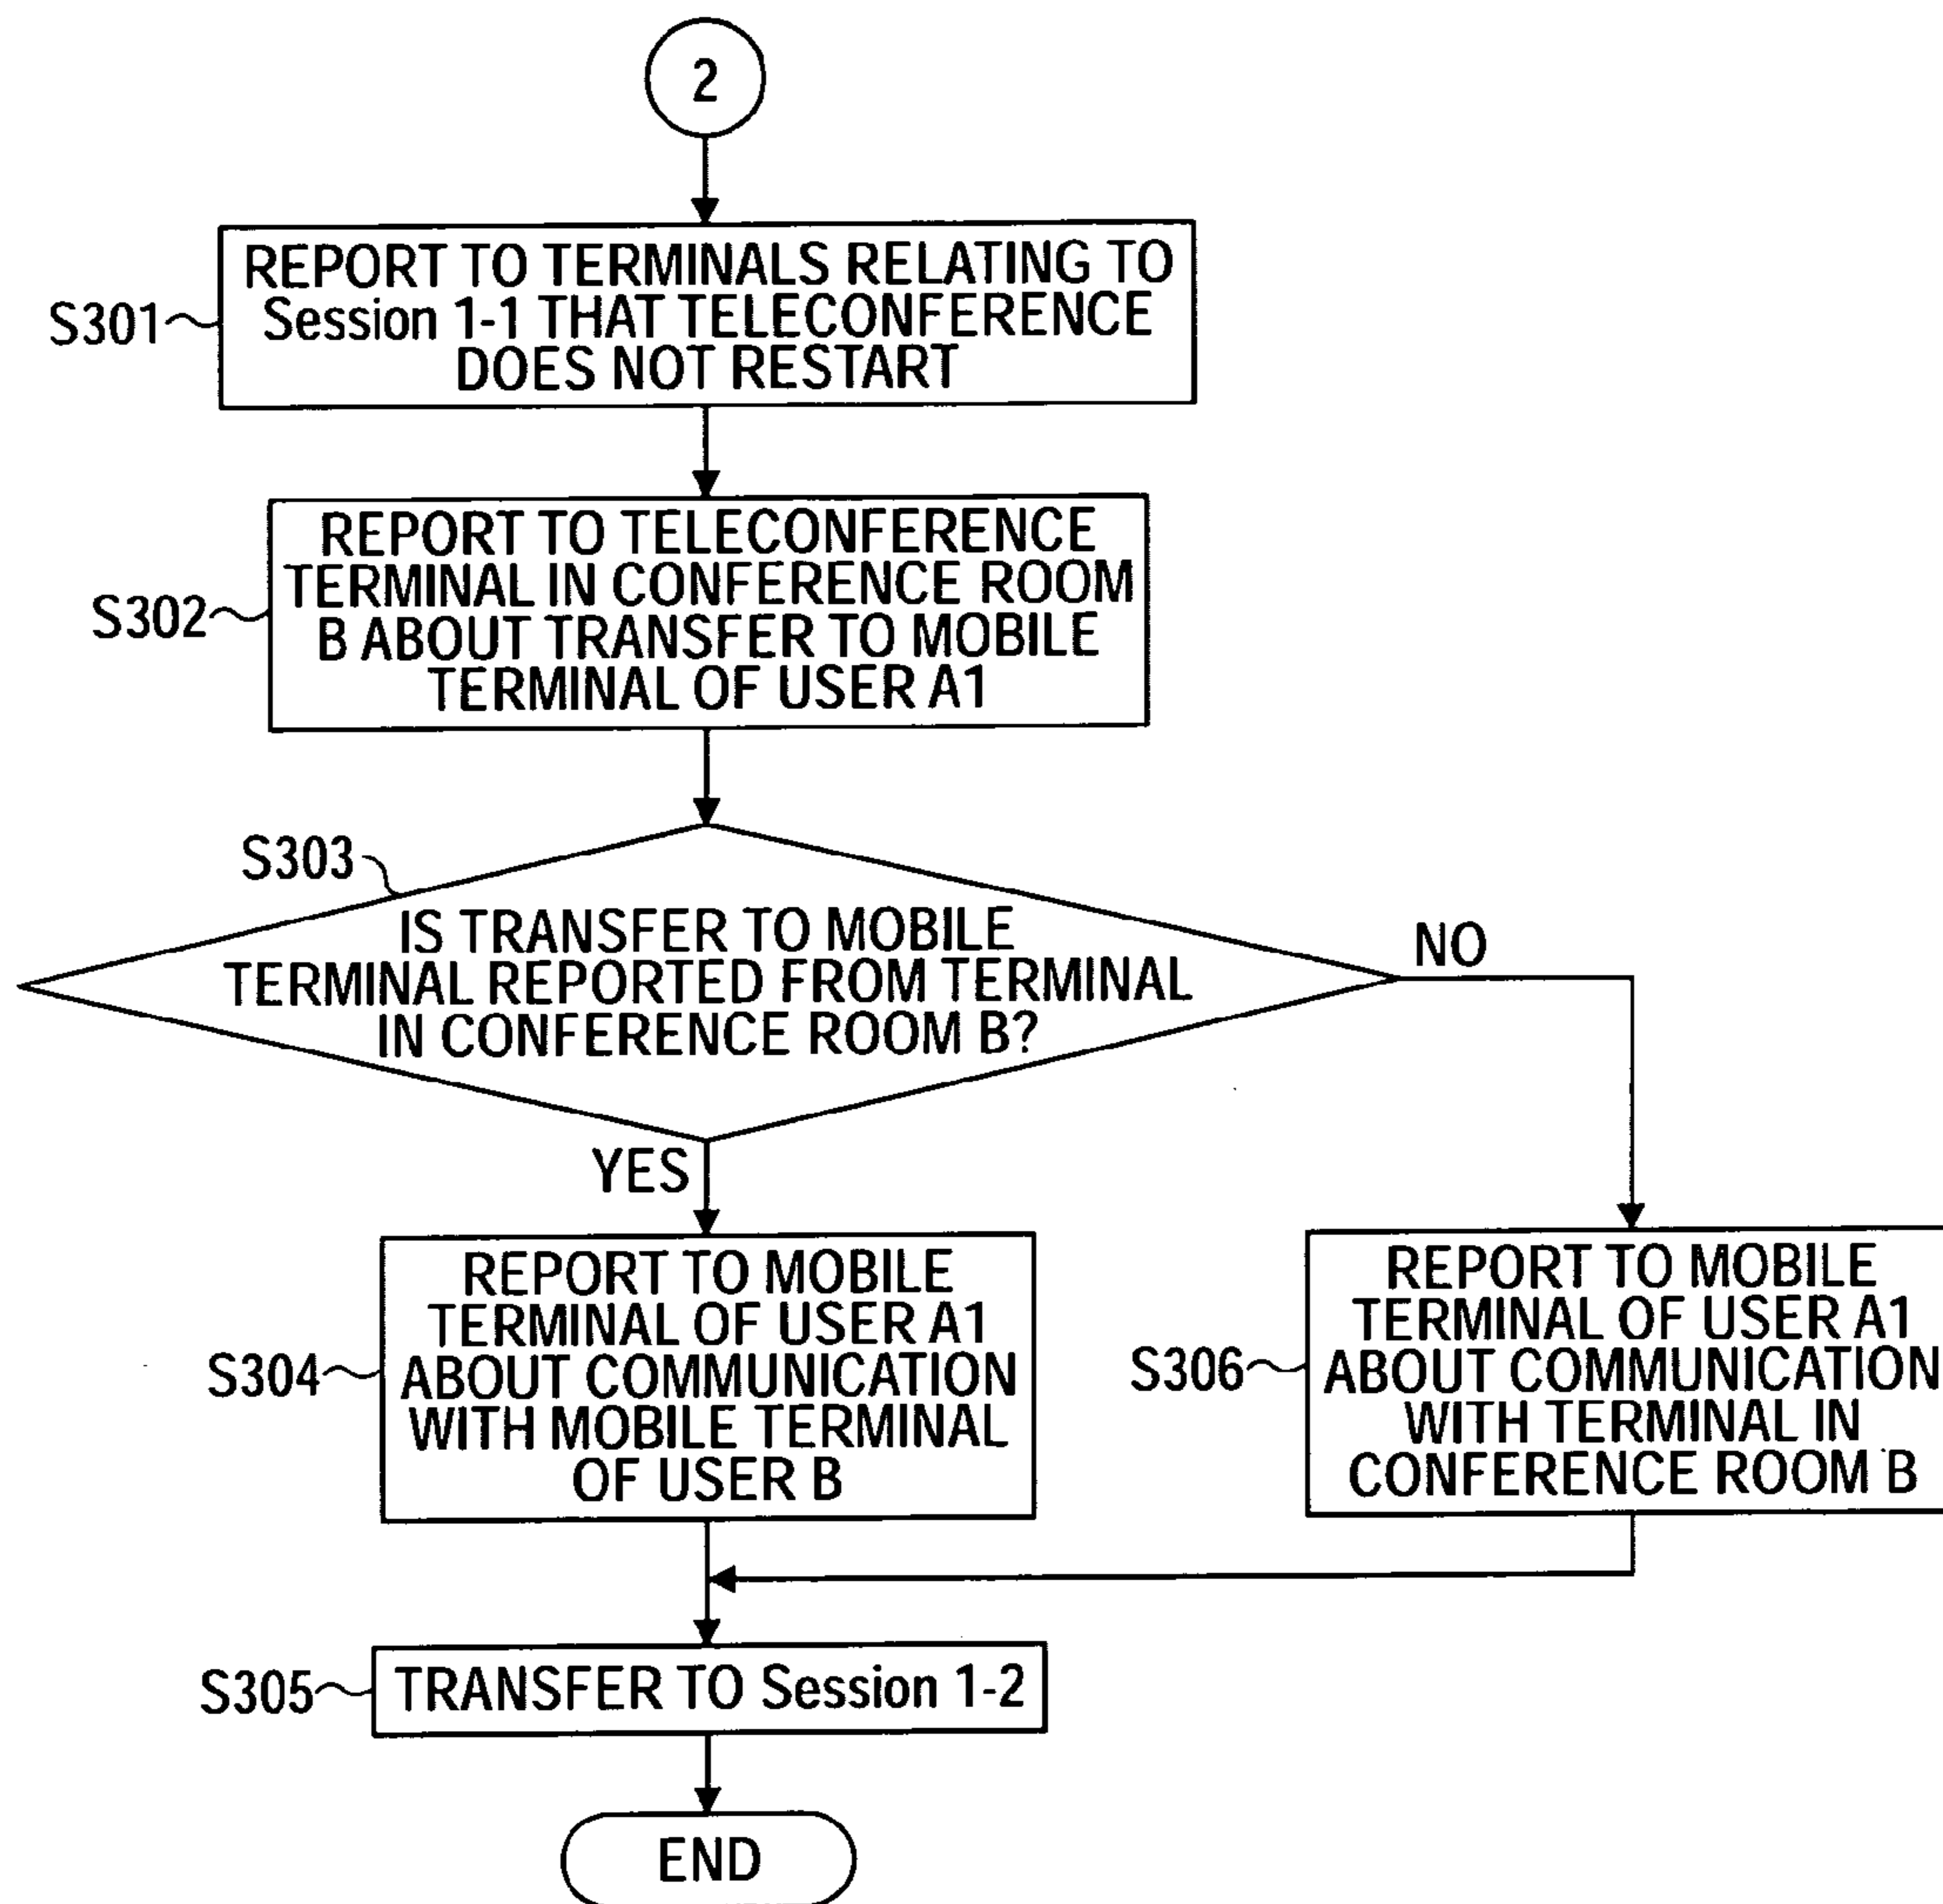 2
REPORT TO TERMINALS RELATING TO
Session 1-1 THAT TELECONFERENCE
DOES NOT RESTART
S301
REPORT TO TELECONFERENCE
TERMINAL IN CONFERENCE ROOM
B ABOUT TRANSFER TO MOBILE
TERMINAL OF USER A1
S302
S303
IS TRANSFER TO MOBILE
TERMINAL REPORTED FROM TERMINAL
IN CONFERENCE ROOM B?
NO
YES
REPORT TO MOBILE
TERMINAL OF USER A1
ABOUT COMMUNICATION
WITH MOBILE TERMINAL
OF USER B
S304
REPORT TO MOBILE
TERMINAL OF USER A1
ABOUT COMMUNICATION
WITH TERMINAL IN
CONFERENCE ROOM B
S306
S305
TRANSFER TO Session 1-2
END